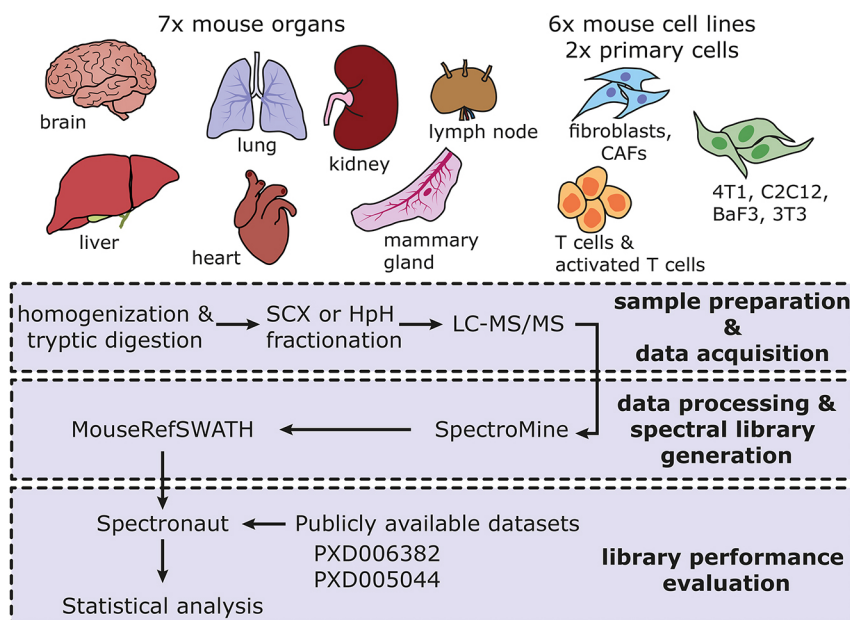 7x mouse organs
6x mouse cell lines
2x primary cells
brain
lung
kidney
lymph node
fibroblasts,
CAFs
4T1, C2C12,
BaF3, 3T3
liver
heart
mammary
gland
T cells &
activated T cells
homogenization &
tryptic digestion
SCX or HpH
fractionation
LC-MS/MS
sample preparation
&
data acquisition
MouseRefSWATH
SpectroMine
data processing &
spectral library
generation
Spectronaut
Publicly available datasets
PXD006382
PXD005044
Statistical analysis
library performance
evaluation